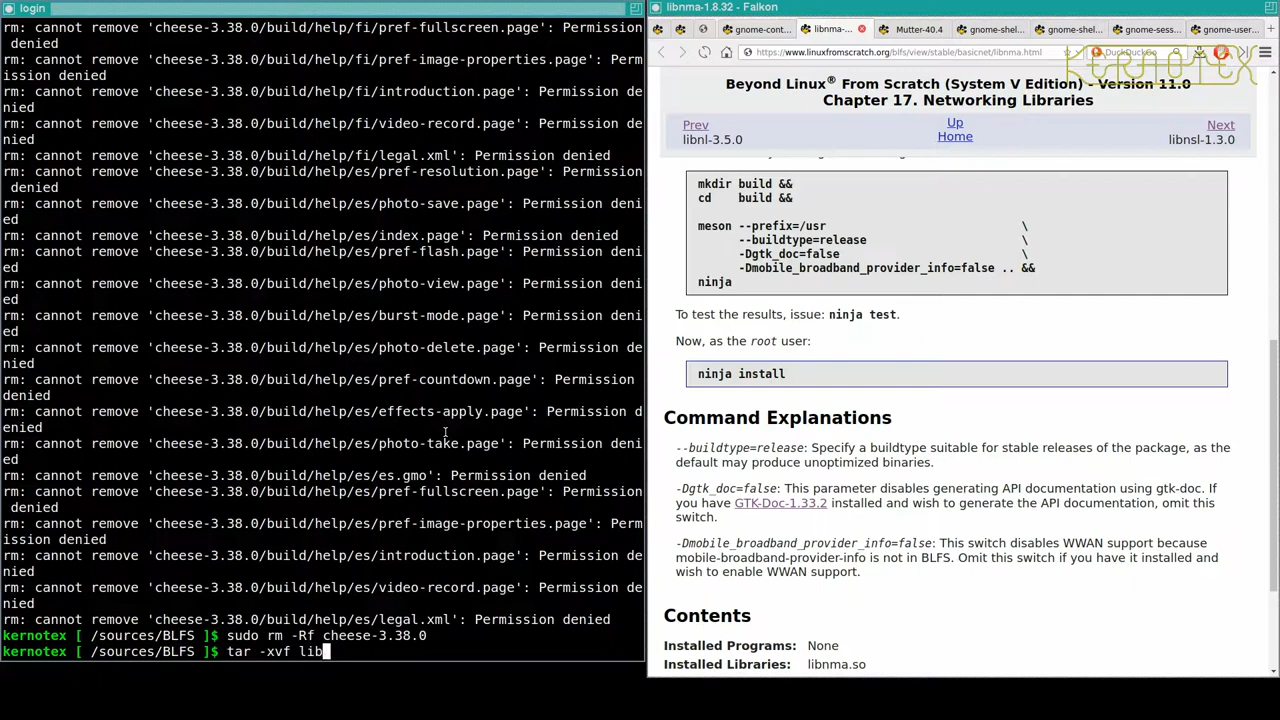 login
rm: cannot remove 'cheese-3.38.0/build/help/fi/pref-fullscreen.page': Permission
denied
rm: cannot remove 'cheese-3.38.0/build/help/fi/pref-image-properties.page': Perm
ission denied
rm: cannot remove 'cheese-3.38.0/build/help/fi/introduction.page': Permission de
nied
rm: cannot remove 'cheese-3.38.0/build/help/fi/video-record.page': Permission de
nied
rm: cannot remove 'cheese-3.38.0/build/help/fi/legal.xml': Permission denied
rm: cannot remove 'cheese-3.38.0/build/help/es/pref-resolution.page': Permission
denied
rm: cannot remove 'cheese-3.38.0/build/help/es/photo-save.page': Permission deni
ed
rm: cannot remove 'cheese-3.38.0/build/help/es/index.page': Permission denied
rm: cannot remove 'cheese-3.38.0/build/help/es/pref-flash.page': Permission deni
ed
rm: cannot remove 'cheese-3.38.0/build/help/es/photo-view.page': Permission deni
ed
rm: cannot remove 'cheese-3.38.0/build/help/es/burst-mode.page': Permission deni
ed
rm: cannot remove 'cheese-3.38.0/build/help/es/photo-delete.page': Permission de
nied
rm: cannot remove 'cheese-3.38.0/build/help/es/pref-countdown.page': Permission
denied
rm: cannot remove 'cheese-3.38.0/build/help/es/effects-apply.page': Permission d
enied
rm: cannot remove 'cheese-3.38.0/build/help/es/photo-take.page': Permission deni
ed
rm: cannot remove 'cheese-3.38.0/build/help/es/es.gmo': Permission denied
rm: cannot remove 'cheese-3.38.0/build/help/es/pref-fullscreen.page': Permission
denied
rm: cannot remove 'cheese-3.38.0/build/help/es/pref-image-properties.page': Perm
ission denied
rm: cannot remove 'cheese-3.38.0/build/help/es/introduction.page': Permission de
nied
rm: cannot remove 'cheese-3.38.0/build/help/es/video-record.page': Permission de
nied
rm: cannot remove 'cheese-3.38.0/build/help/es/legal.xml': Permission denied
kernotex [ /sources/BLFS ]$ sudo rm -Rf cheese-3.38.0
kernotex [ /sources/BLFS ]$ tar -xvf lib
libnma-1.8.32 - Falkon
gnome-cont... libnma-... Mutter-40.4 gnome-shel... gnome-shel... gnome-sess... gnome-user...
https://www.linuxfromscratch.org/blfs/view/stable/basicnet/libnma.html DuckDuckGo
KERNOTEX
Beyond Linux® From Scratch (System V Edition) - Version 11.0
Chapter 17. Networking Libraries
Prev Up Next
libnl-3.5.0 Home libnsl-1.3.0
mkdir build &&
cd    build &&
meson --prefix=/usr \
--buildtype=release \
-Dgtk_doc=false \
-Dmobile_broadband_provider_info=false .. &&
ninja
To test the results, issue: ninja test.
Now, as the root user:
ninja install
Command Explanations
--buildtype=release: Specify a buildtype suitable for stable releases of the package, as the
default may produce unoptimized binaries.
-Dgtk_doc=false: This parameter disables generating API documentation using gtk-doc. If
you have GTK-Doc-1.33.2 installed and wish to generate the API documentation, omit this
switch.
-Dmobile_broadband_provider_info=false: This switch disables WWAN support because
mobile-broadband-provider-info is not in BLFS. Omit this switch if you have it installed and
wish to enable WWAN support.
Contents
Installed Programs: None
Installed Libraries: libnma.so